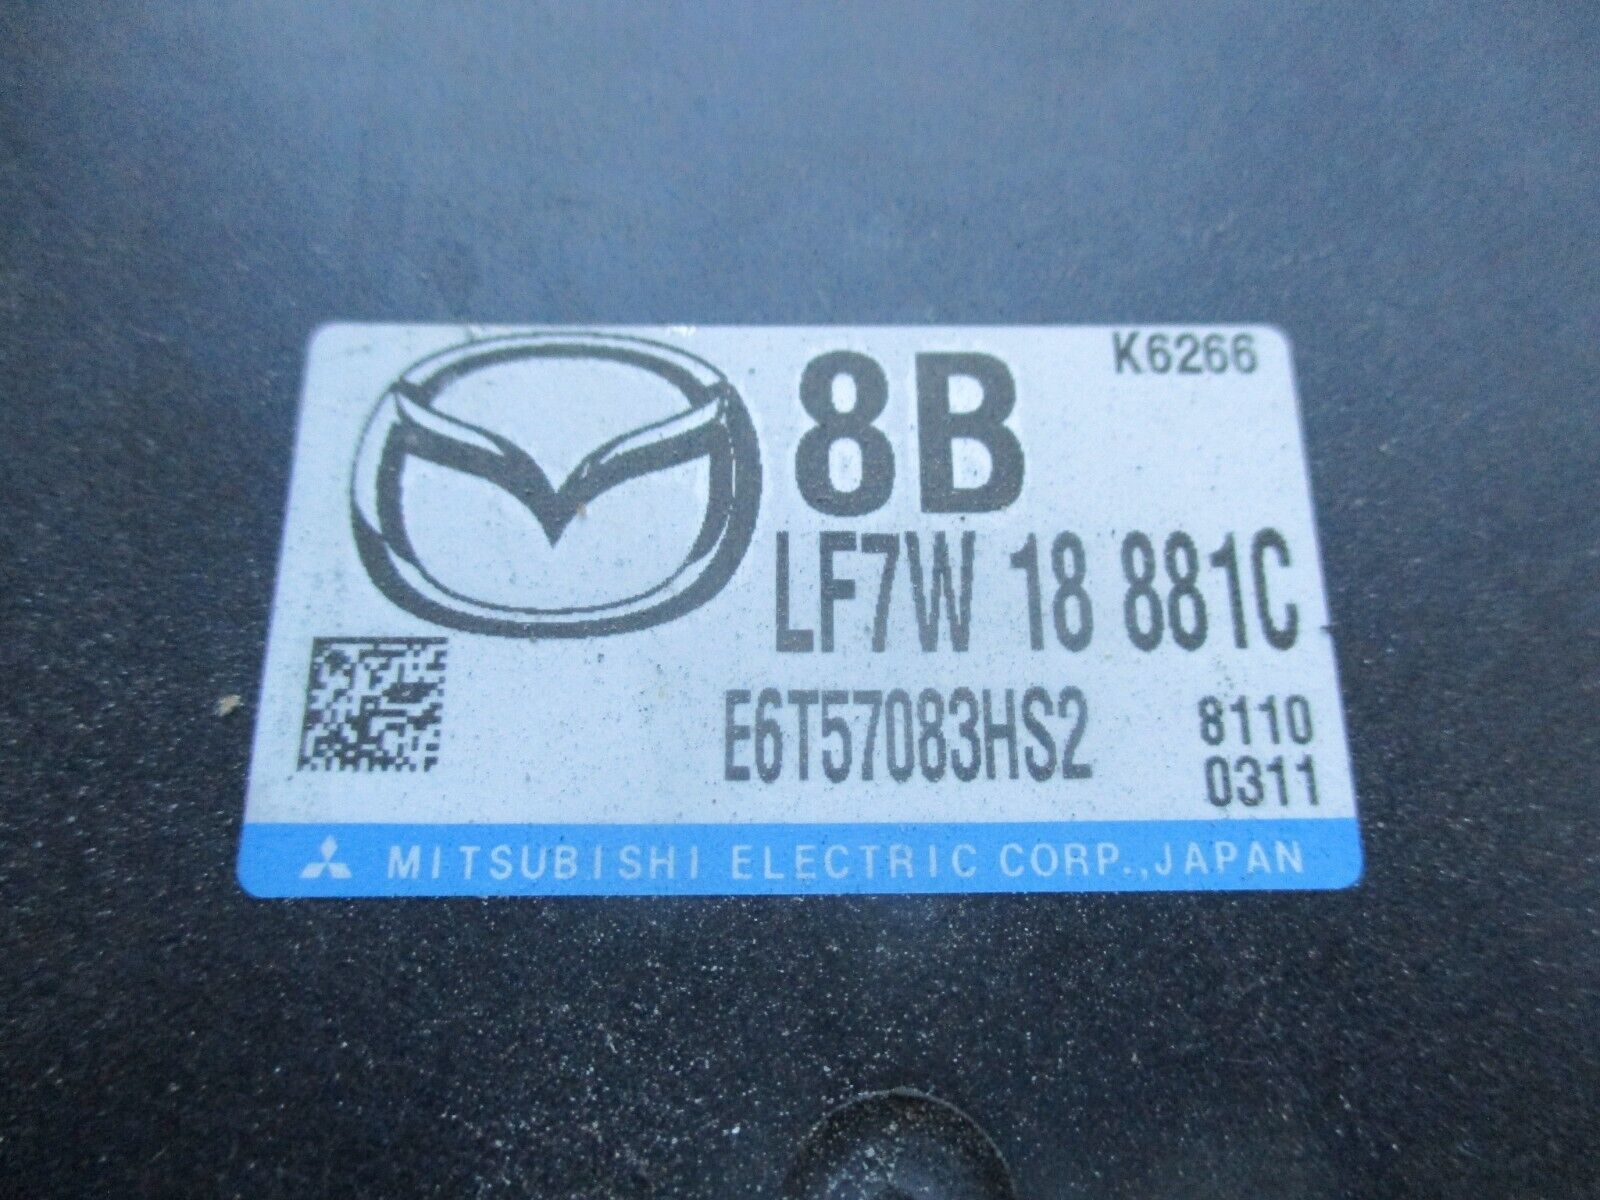 K6266
8B
LF7W 18 881C
E6T57083HS2
8110
0311
MITSUBISHI ELECTRIC CORP., JAPAN